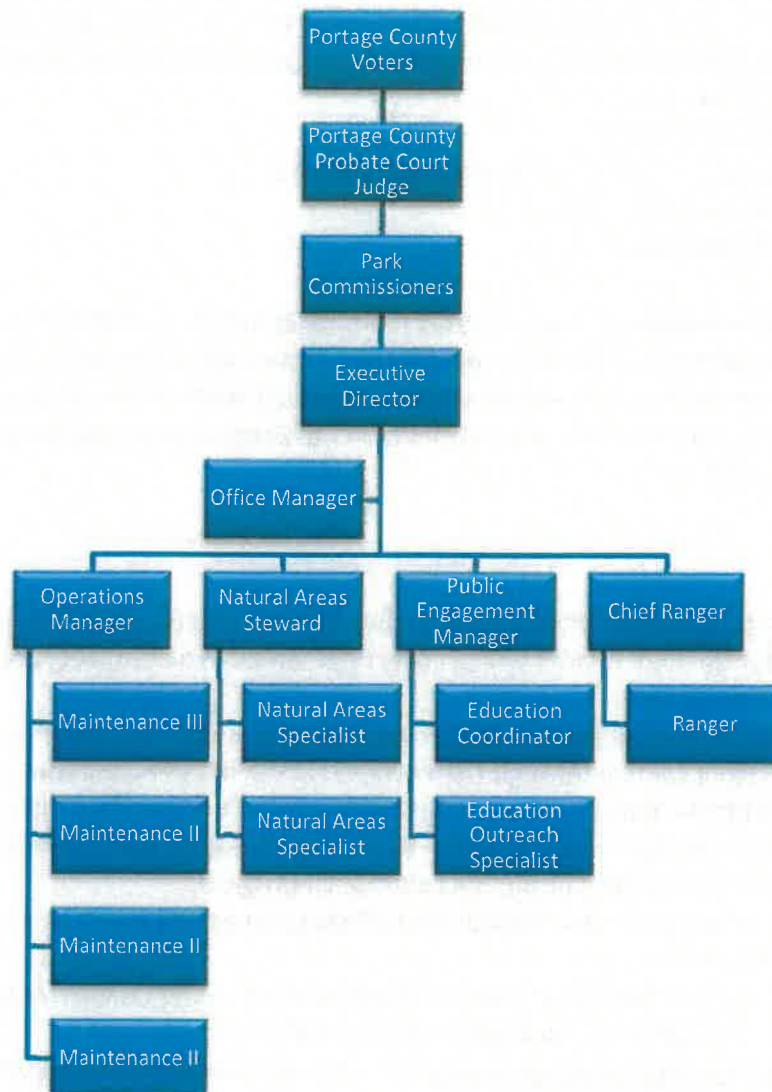 Portage County
Voters
Portage County
Probate Court
Judge
Park
Commissioners
Executive
Director
Office Manager
Operations
Manager
Natural Areas
Steward
Public
Engagement
Manager
Chief Ranger
Maintenance III
Natural Areas
Specialist
Education
Coordinator
Ranger
Maintenance II
Natural Areas
Specialist
Education
Outreach
Specialist
Maintenance II
Maintenance II